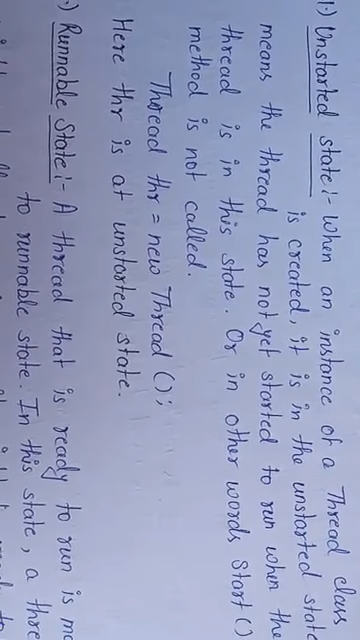 1.) Unstarted state:- When an instance of a Thread class
is created, it is in the unstarted stat
means the thread has not yet started to run when the
thread is in this state. Or in other words Start()
method is not called.
Thread thr = new Thread();
Here thr is at unstarted state.
.) Runnable State:- A thread that is ready to run is mo
to runnable state. In this state, a thre